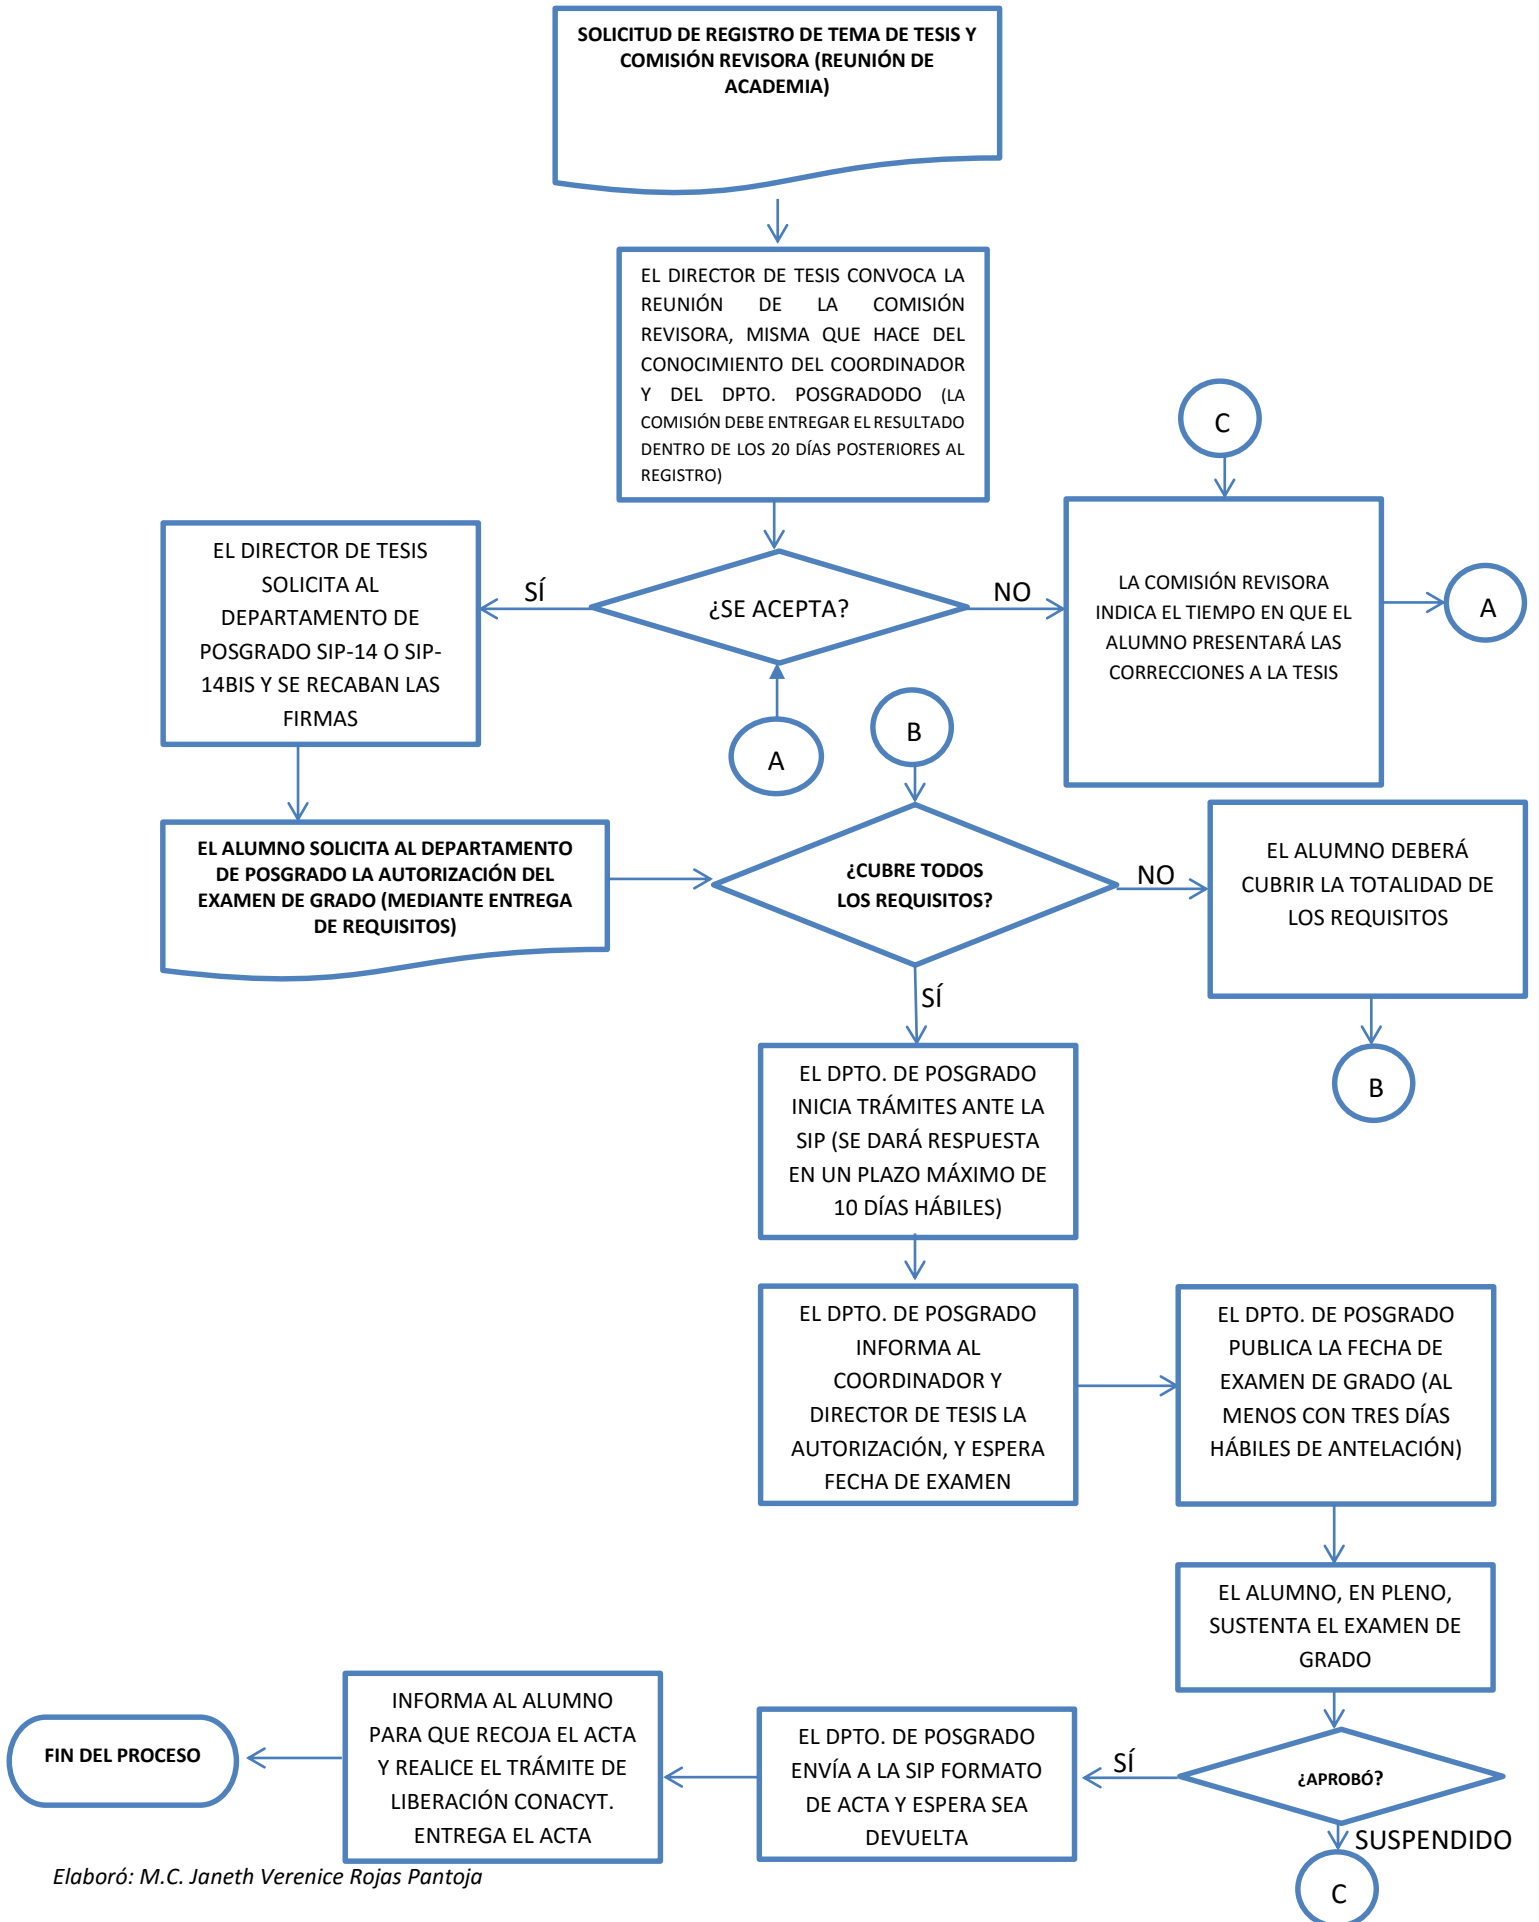 SOLICITUD DE REGISTRO DE TEMA DE TESIS Y
COMISIÓN REVISORA (REUNIÓN DE
ACADEMIA)
EL DIRECTOR DE TESIS CONVOCA LA
REUNIÓN DE LA COMISIÓN
REVISORA, MISMA QUE HACE DEL
CONOCIMIENTO DEL COORDINADOR
Y DEL DPTO. POSGRADODO (LA
COMISIÓN DEBE ENTREGAR EL RESULTADO
DENTRO DE LOS 20 DÍAS POSTERIORES AL
REGISTRO)
C
EL DIRECTOR DE TESIS
SOLICITA AL
DEPARTAMENTO DE
POSGRADO SIP-14 O SIP-
14BIS Y SE RECABAN LAS
FIRMAS
SÍ
¿SE ACEPTA?
NO
LA COMISIÓN REVISORA
INDICA EL TIEMPO EN QUE EL
ALUMNO PRESENTARÁ LAS
CORRECCIONES A LA TESIS
A
A
B
EL ALUMNO SOLICITA AL DEPARTAMENTO
DE POSGRADO LA AUTORIZACIÓN DEL
EXAMEN DE GRADO (MEDIANTE ENTREGA
DE REQUISITOS)
¿CUBRE TODOS
LOS REQUISITOS?
NO
EL ALUMNO DEBERÁ
CUBRIR LA TOTALIDAD DE
LOS REQUISITOS
SÍ
B
EL DPTO. DE POSGRADO
INICIA TRÁMITES ANTE LA
SIP (SE DARÁ RESPUESTA
EN UN PLAZO MÁXIMO DE
10 DÍAS HÁBILES)
EL DPTO. DE POSGRADO
INFORMA AL
COORDINADOR Y
DIRECTOR DE TESIS LA
AUTORIZACIÓN, Y ESPERA
FECHA DE EXAMEN
EL DPTO. DE POSGRADO
PUBLICA LA FECHA DE
EXAMEN DE GRADO (AL
MENOS CON TRES DÍAS
HÁBILES DE ANTELACIÓN)
EL ALUMNO, EN PLENO,
SUSTENTA EL EXAMEN DE
GRADO
¿APROBÓ?
SÍ
SUSPENDIDO
C
EL DPTO. DE POSGRADO
ENVÍA A LA SIP FORMATO
DE ACTA Y ESPERA SEA
DEVUELTA
INFORMA AL ALUMNO
PARA QUE RECOJA EL ACTA
Y REALICE EL TRÁMITE DE
LIBERACIÓN CONACYT.
ENTREGA EL ACTA
FIN DEL PROCESO
Elaboró: M.C. Janeth Verenice Rojas Pantoja